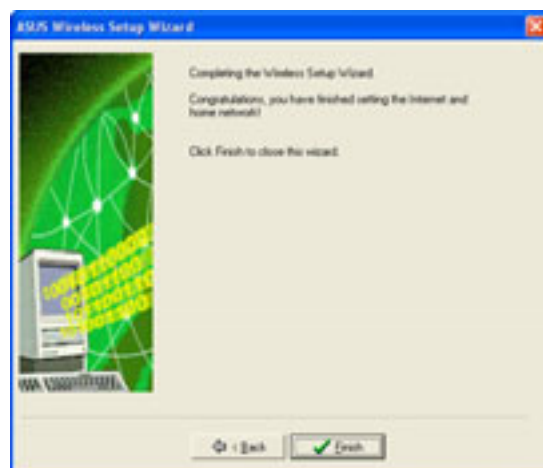 ASUS Wireless Setup Wizard
Completing the Wireless Setup Wizard
Congratulations, you have finished setting the Internet and
home network!
Click Finish to close this wizard.
< Back
Finish